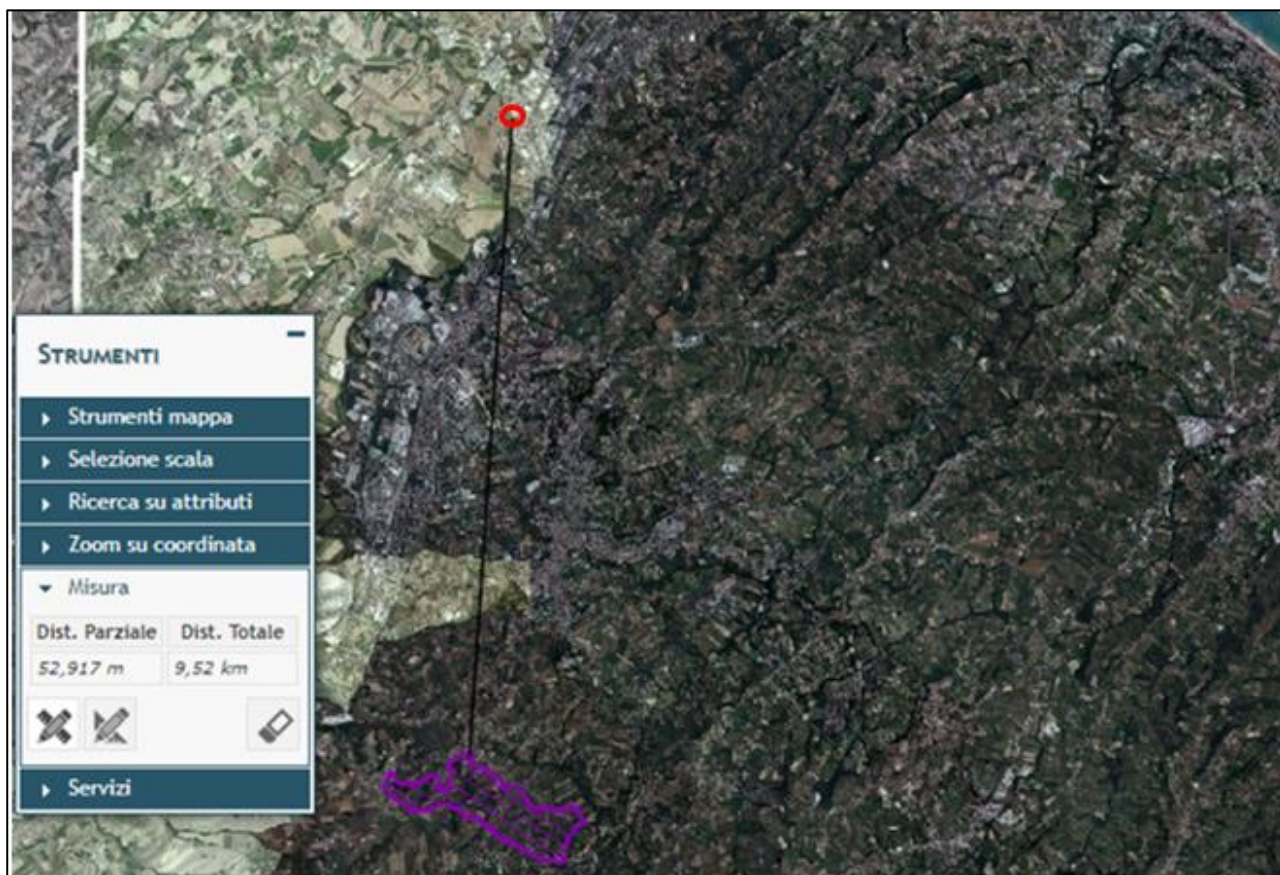 STRUMENTI
Strumenti mappa
Selezione scala
Ricerca su attributi
Zoom su coordinata
Misura
Dist. Parziale Dist. Totale
52,917 m 9,52 km
Servizi